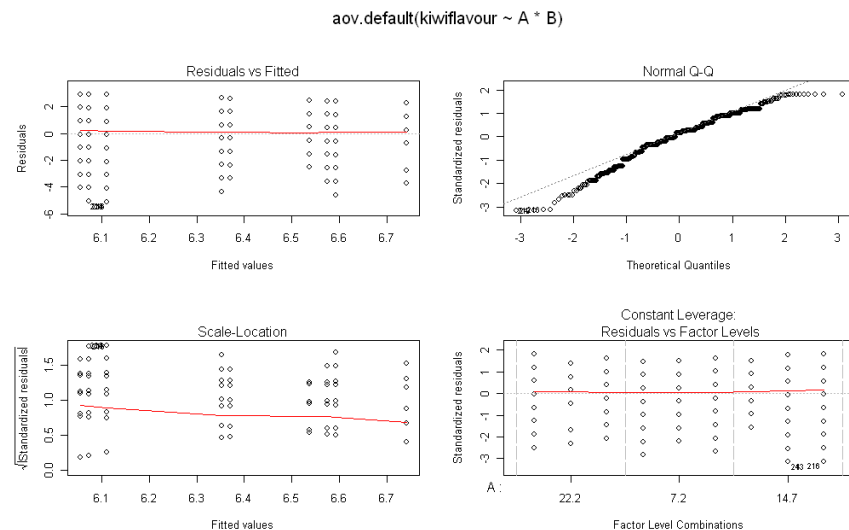 aov.default(kiwiflavour ~ A * B)
Residuals vs Fitted
Residuals
2
0
-2
-4
-6
6.1 6.2 6.3 6.4 6.5 6.6 6.7
Fitted values
Normal Q-Q
Standardized residuals
2
1
0
-1
-2
-3
216
-3 -2 -1 0 1 2 3
Theoretical Quantiles
Scale-Location
√|Standardized residuals|
1.5
1.0
0.5
0.0
6.1 6.2 6.3 6.4 6.5 6.6 6.7
Fitted values
Constant Leverage:
Residuals vs Factor Levels
Standardized residuals
2
1
0
-1
-2
-3
216
A :
22.2 7.2 14.7
Factor Level Combinations